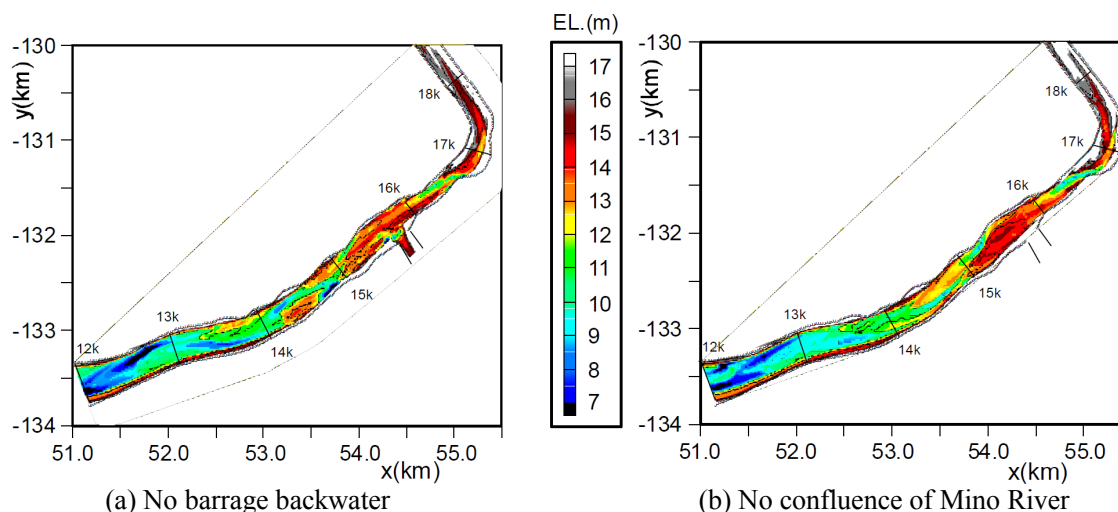 -130
-131
-132
-133
-134
y(km)
51.0 52.0 53.0 54.0 55.0
x(km)
18k
17k
16k
15k
14k
13k
12k
(a) No barrage backwater
EL.(m)
17
16
15
14
13
12
11
10
9
8
7
-130
-131
-132
-133
-134
y(km)
51.0 52.0 53.0 54.0 55.0
x(km)
18k
17k
16k
15k
14k
13k
12k
(b) No confluence of Mino River